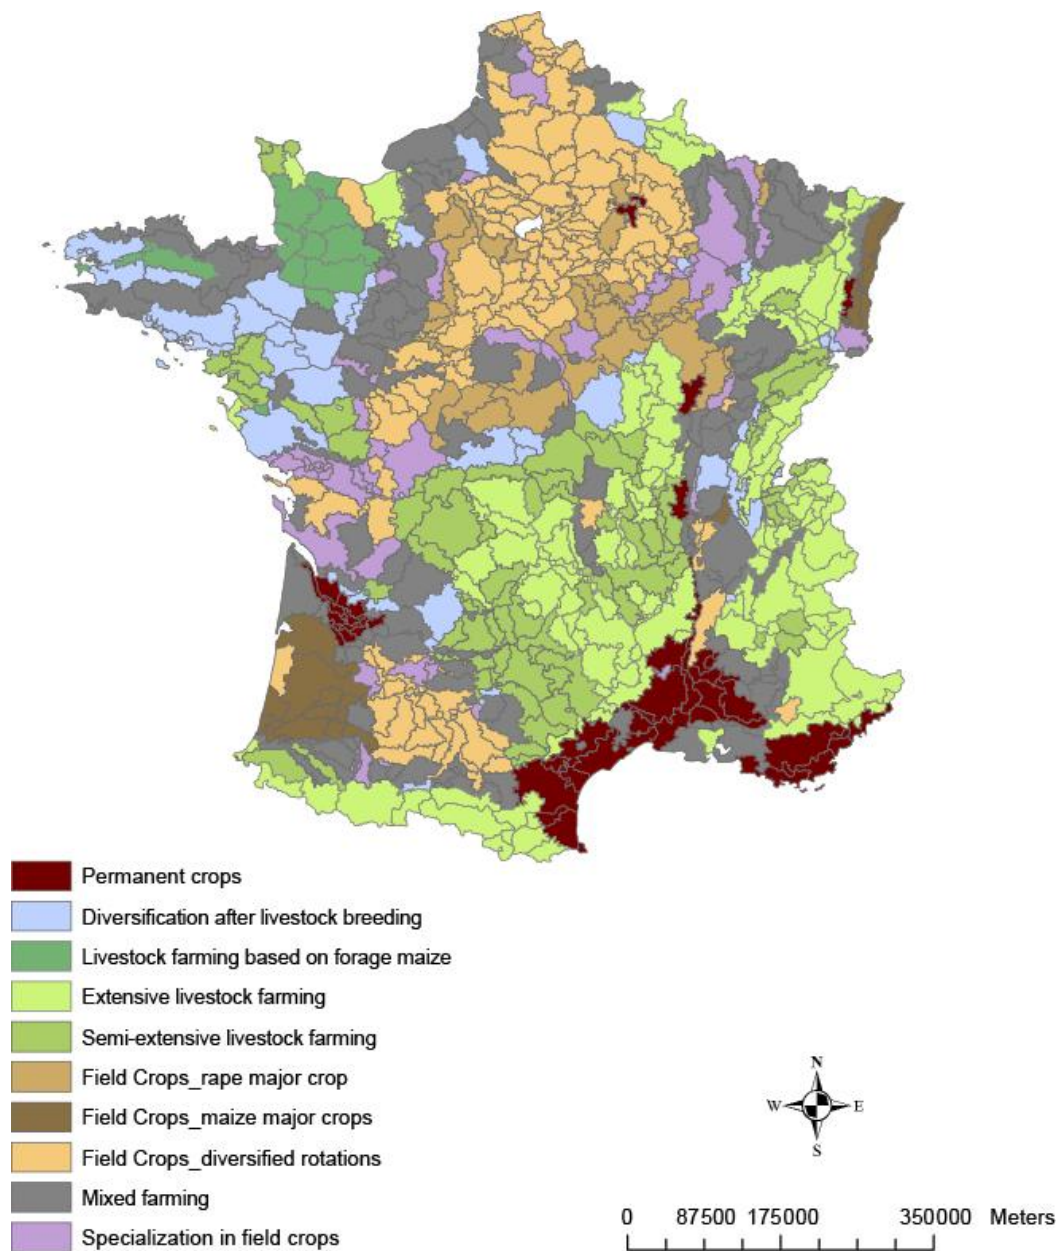 Permanent crops
Diversification after livestock breeding
Livestock farming based on forage maize
Extensive livestock farming
Semi-extensive livestock farming
Field Crops_rape major crop
Field Crops_maize major crops
Field Crops_diversified rotations
Mixed farming
Specialization in field crops
N
W E
S
0 87500 175000 350000 Meters